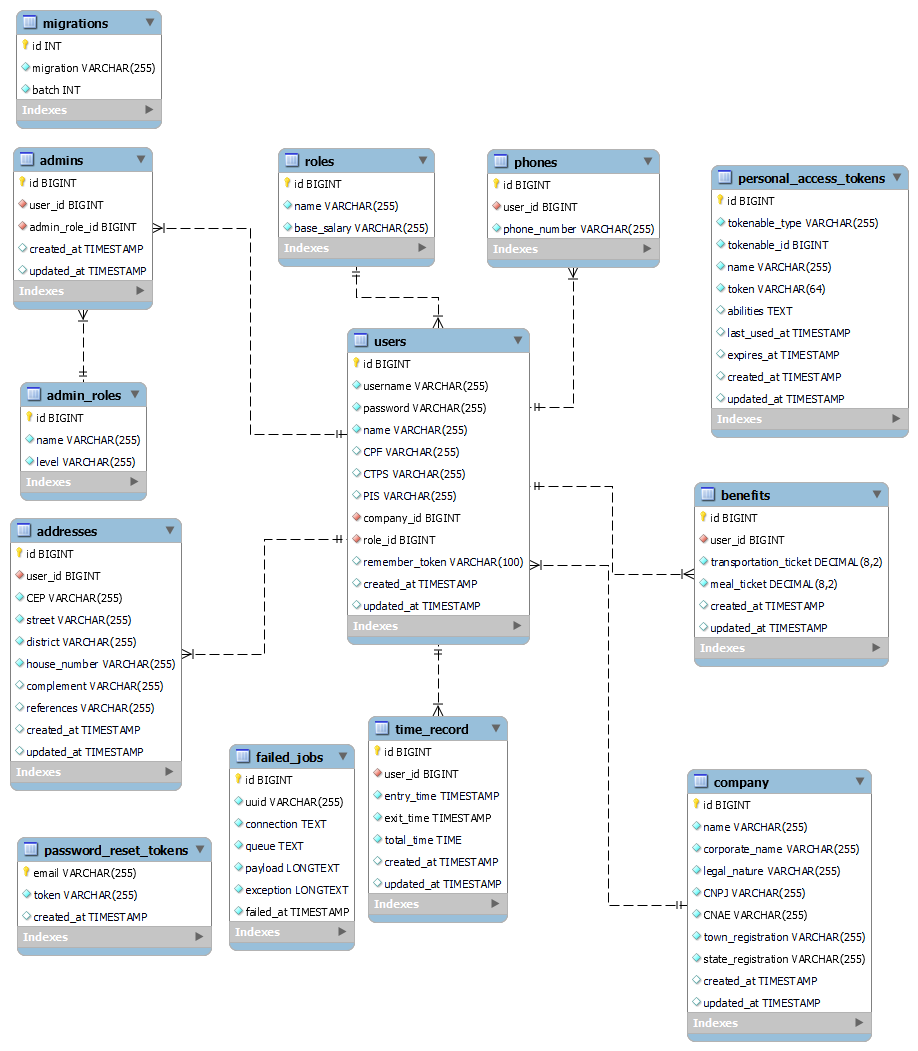 migrations
id INT
migration VARCHAR(255)
batch INT
Indexes
admins
id BIGINT
user_id BIGINT
admin_role_id BIGINT
created_at TIMESTAMP
updated_at TIMESTAMP
Indexes
roles
id BIGINT
name VARCHAR(255)
base_salary VARCHAR(255)
Indexes
phones
id BIGINT
user_id BIGINT
phone_number VARCHAR(255)
Indexes
personal_access_tokens
id BIGINT
tokenable_type VARCHAR(255)
tokenable_id BIGINT
name VARCHAR(255)
token VARCHAR(64)
abilities TEXT
last_used_at TIMESTAMP
expires_at TIMESTAMP
created_at TIMESTAMP
updated_at TIMESTAMP
Indexes
users
id BIGINT
username VARCHAR(255)
password VARCHAR(255)
name VARCHAR(255)
CPF VARCHAR(255)
CTPS VARCHAR(255)
PIS VARCHAR(255)
company_id BIGINT
role_id BIGINT
remember_token VARCHAR(100)
created_at TIMESTAMP
updated_at TIMESTAMP
Indexes
admin_roles
id BIGINT
name VARCHAR(255)
level VARCHAR(255)
Indexes
benefits
id BIGINT
user_id BIGINT
transportation_ticket DECIMAL(8,2)
meal_ticket DECIMAL(8,2)
created_at TIMESTAMP
updated_at TIMESTAMP
Indexes
addresses
id BIGINT
user_id BIGINT
CEP VARCHAR(255)
street VARCHAR(255)
district VARCHAR(255)
house_number VARCHAR(255)
complement VARCHAR(255)
references VARCHAR(255)
created_at TIMESTAMP
updated_at TIMESTAMP
Indexes
time_record
id BIGINT
user_id BIGINT
entry_time TIMESTAMP
exit_time TIMESTAMP
total_time TIME
created_at TIMESTAMP
updated_at TIMESTAMP
Indexes
failed_jobs
id BIGINT
uuid VARCHAR(255)
connection TEXT
queue TEXT
payload LONGTEXT
exception LONGTEXT
failed_at TIMESTAMP
Indexes
company
id BIGINT
name VARCHAR(255)
corporate_name VARCHAR(255)
legal_nature VARCHAR(255)
CNPJ VARCHAR(255)
CNAE VARCHAR(255)
town_registration VARCHAR(255)
state_registration VARCHAR(255)
created_at TIMESTAMP
updated_at TIMESTAMP
Indexes
password_reset_tokens
email VARCHAR(255)
token VARCHAR(255)
created_at TIMESTAMP
Indexes